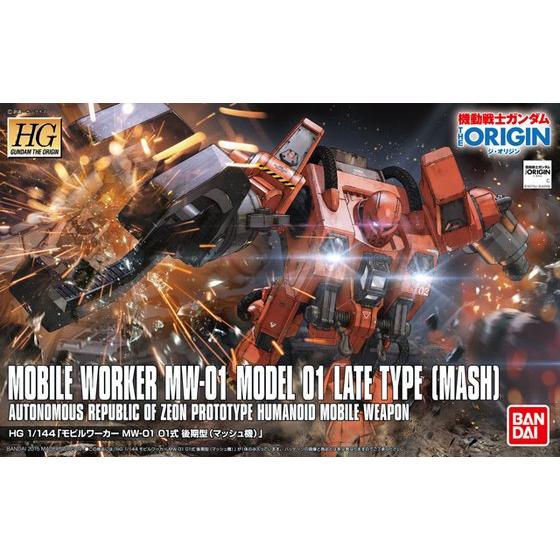 HG
GUNDAM THE ORIGIN
機動戦士ガンダム
THE ORIGIN
ジ・オリジン
02
MOBILE WORKER MW-01 MODEL 01 LATE TYPE (MASH)
AUTONOMOUS REPUBLIC OF ZEON PROTOTYPE HUMANOID MOBILE WEAPON
HG 1/144「モビルワーカー MW-01 01式 後期型(マッシュ機)」
BAN
DAI